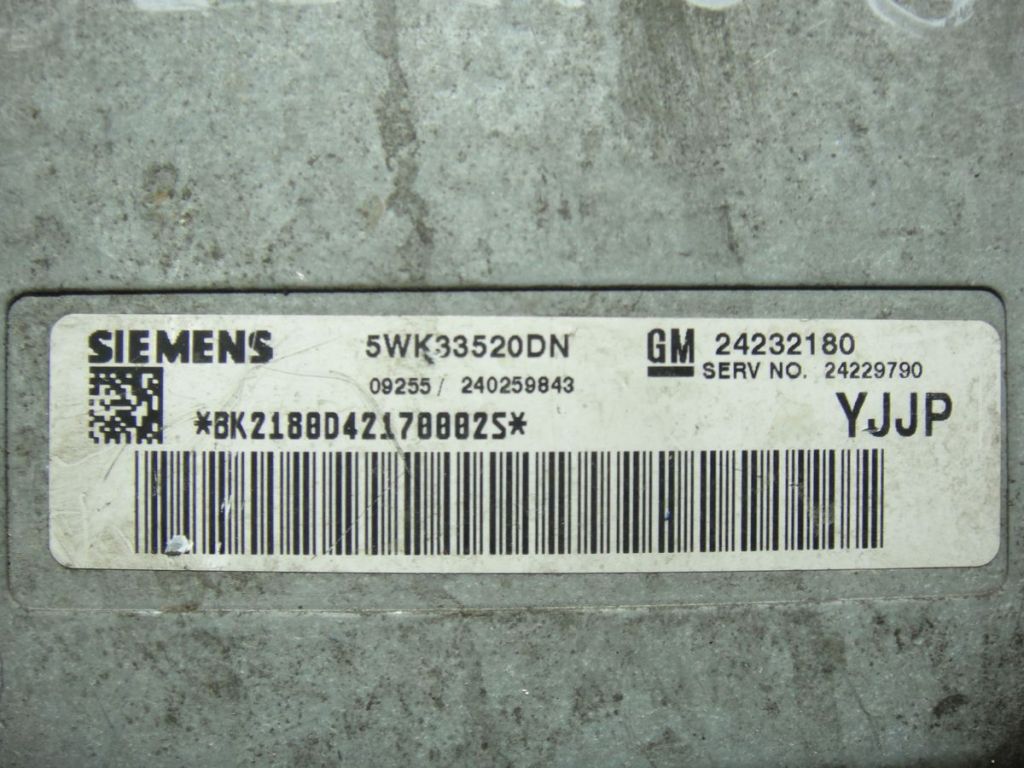 SIEMENS 5WK33520DN GM 24232180
09255 / 240259843 SERV NO. 24229790
*BK2180D42170002S* YJJP